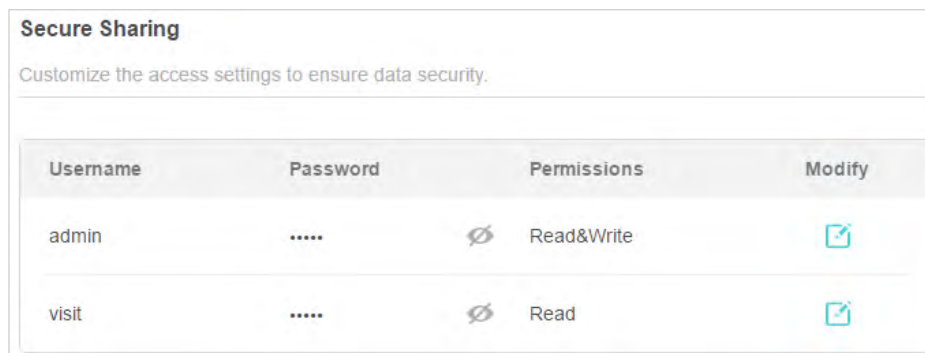 Secure Sharing
Customize the access settings to ensure data security.
Username Password Permissions Modify
admin ••••• Read&Write
visit ••••• Read